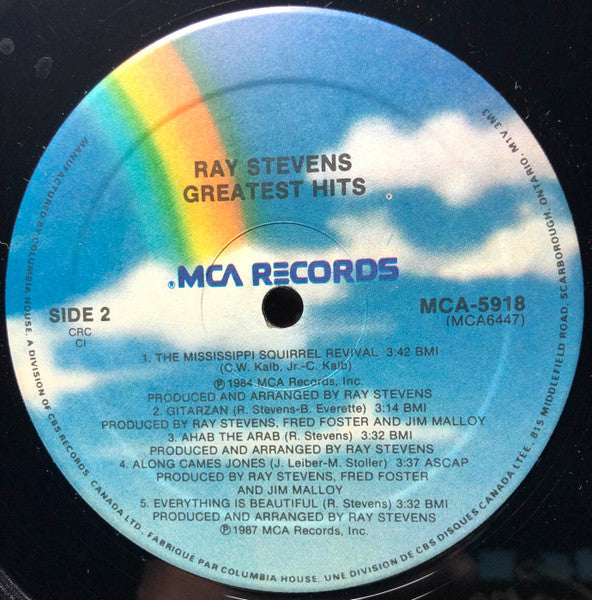 RAY STEVENS
GREATEST HITS
® MCA RECORDS
SIDE 2
CRC
CI
MCA-5918
(MCA6447)
1. THE MISSISSIPPI SQUIRREL REVIVAL 3:42 BMI
(C.W. Kalb, Jr.-C. Kalb)
℗ 1984 MCA Records, Inc.
PRODUCED AND ARRANGED BY RAY STEVENS
2. GITARZAN (R. Stevens-B. Everette) 3:14 BMI
PRODUCED BY RAY STEVENS, FRED FOSTER AND JIM MALLOY
3. AHAB THE ARAB (R. Stevens) 3:32 BMI
PRODUCED AND ARRANGED BY RAY STEVENS
4. ALONG CAMES JONES (J. Leiber-M. Stoller) 3:37 ASCAP
PRODUCED BY RAY STEVENS, FRED FOSTER
AND JIM MALLOY
5. EVERYTHING IS BEAUTIFUL (R. Stevens) 3:32 BMI
PRODUCED AND ARRANGED BY RAY STEVENS
℗ 1987 MCA Records, Inc.
MANUFACTURED BY COLUMBIA HOUSE, A DIVISION OF CBS RECORDS CANADA LTD. FABRIQUE PAR COLUMBIA HOUSE, UNE DIVISION DE CBS DISQUES CANADA LTÉE., 815 MIDDLEFIELD ROAD, SCARBOROUGH, ONTARIO, M1V 3M3